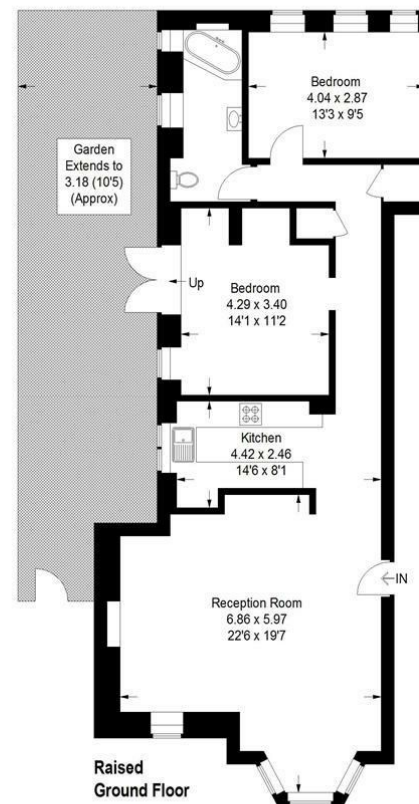 Bedroom
4.04 x 2.87
13'3 x 9'5
Garden
Extends to
3.18 (10'5)
(Approx)
Up
Bedroom
4.29 x 3.40
14'1 x 11'2
Kitchen
4.42 x 2.46
14'6 x 8'1
IN
Reception Room
6.86 x 5.97
22'6 x 19'7
Raised
Ground Floor